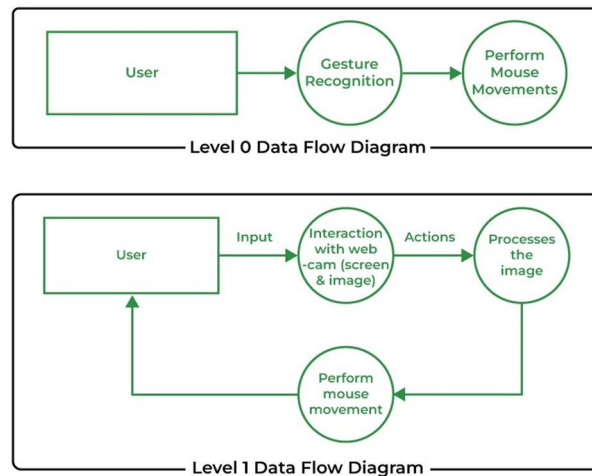 User
Gesture
Recognition
Perform
Mouse
Movements
Level 0 Data Flow Diagram
User
Input
Interaction
with web
-cam (screen
& image)
Actions
Processes
the
image
Perform
mouse
movement
Level 1 Data Flow Diagram